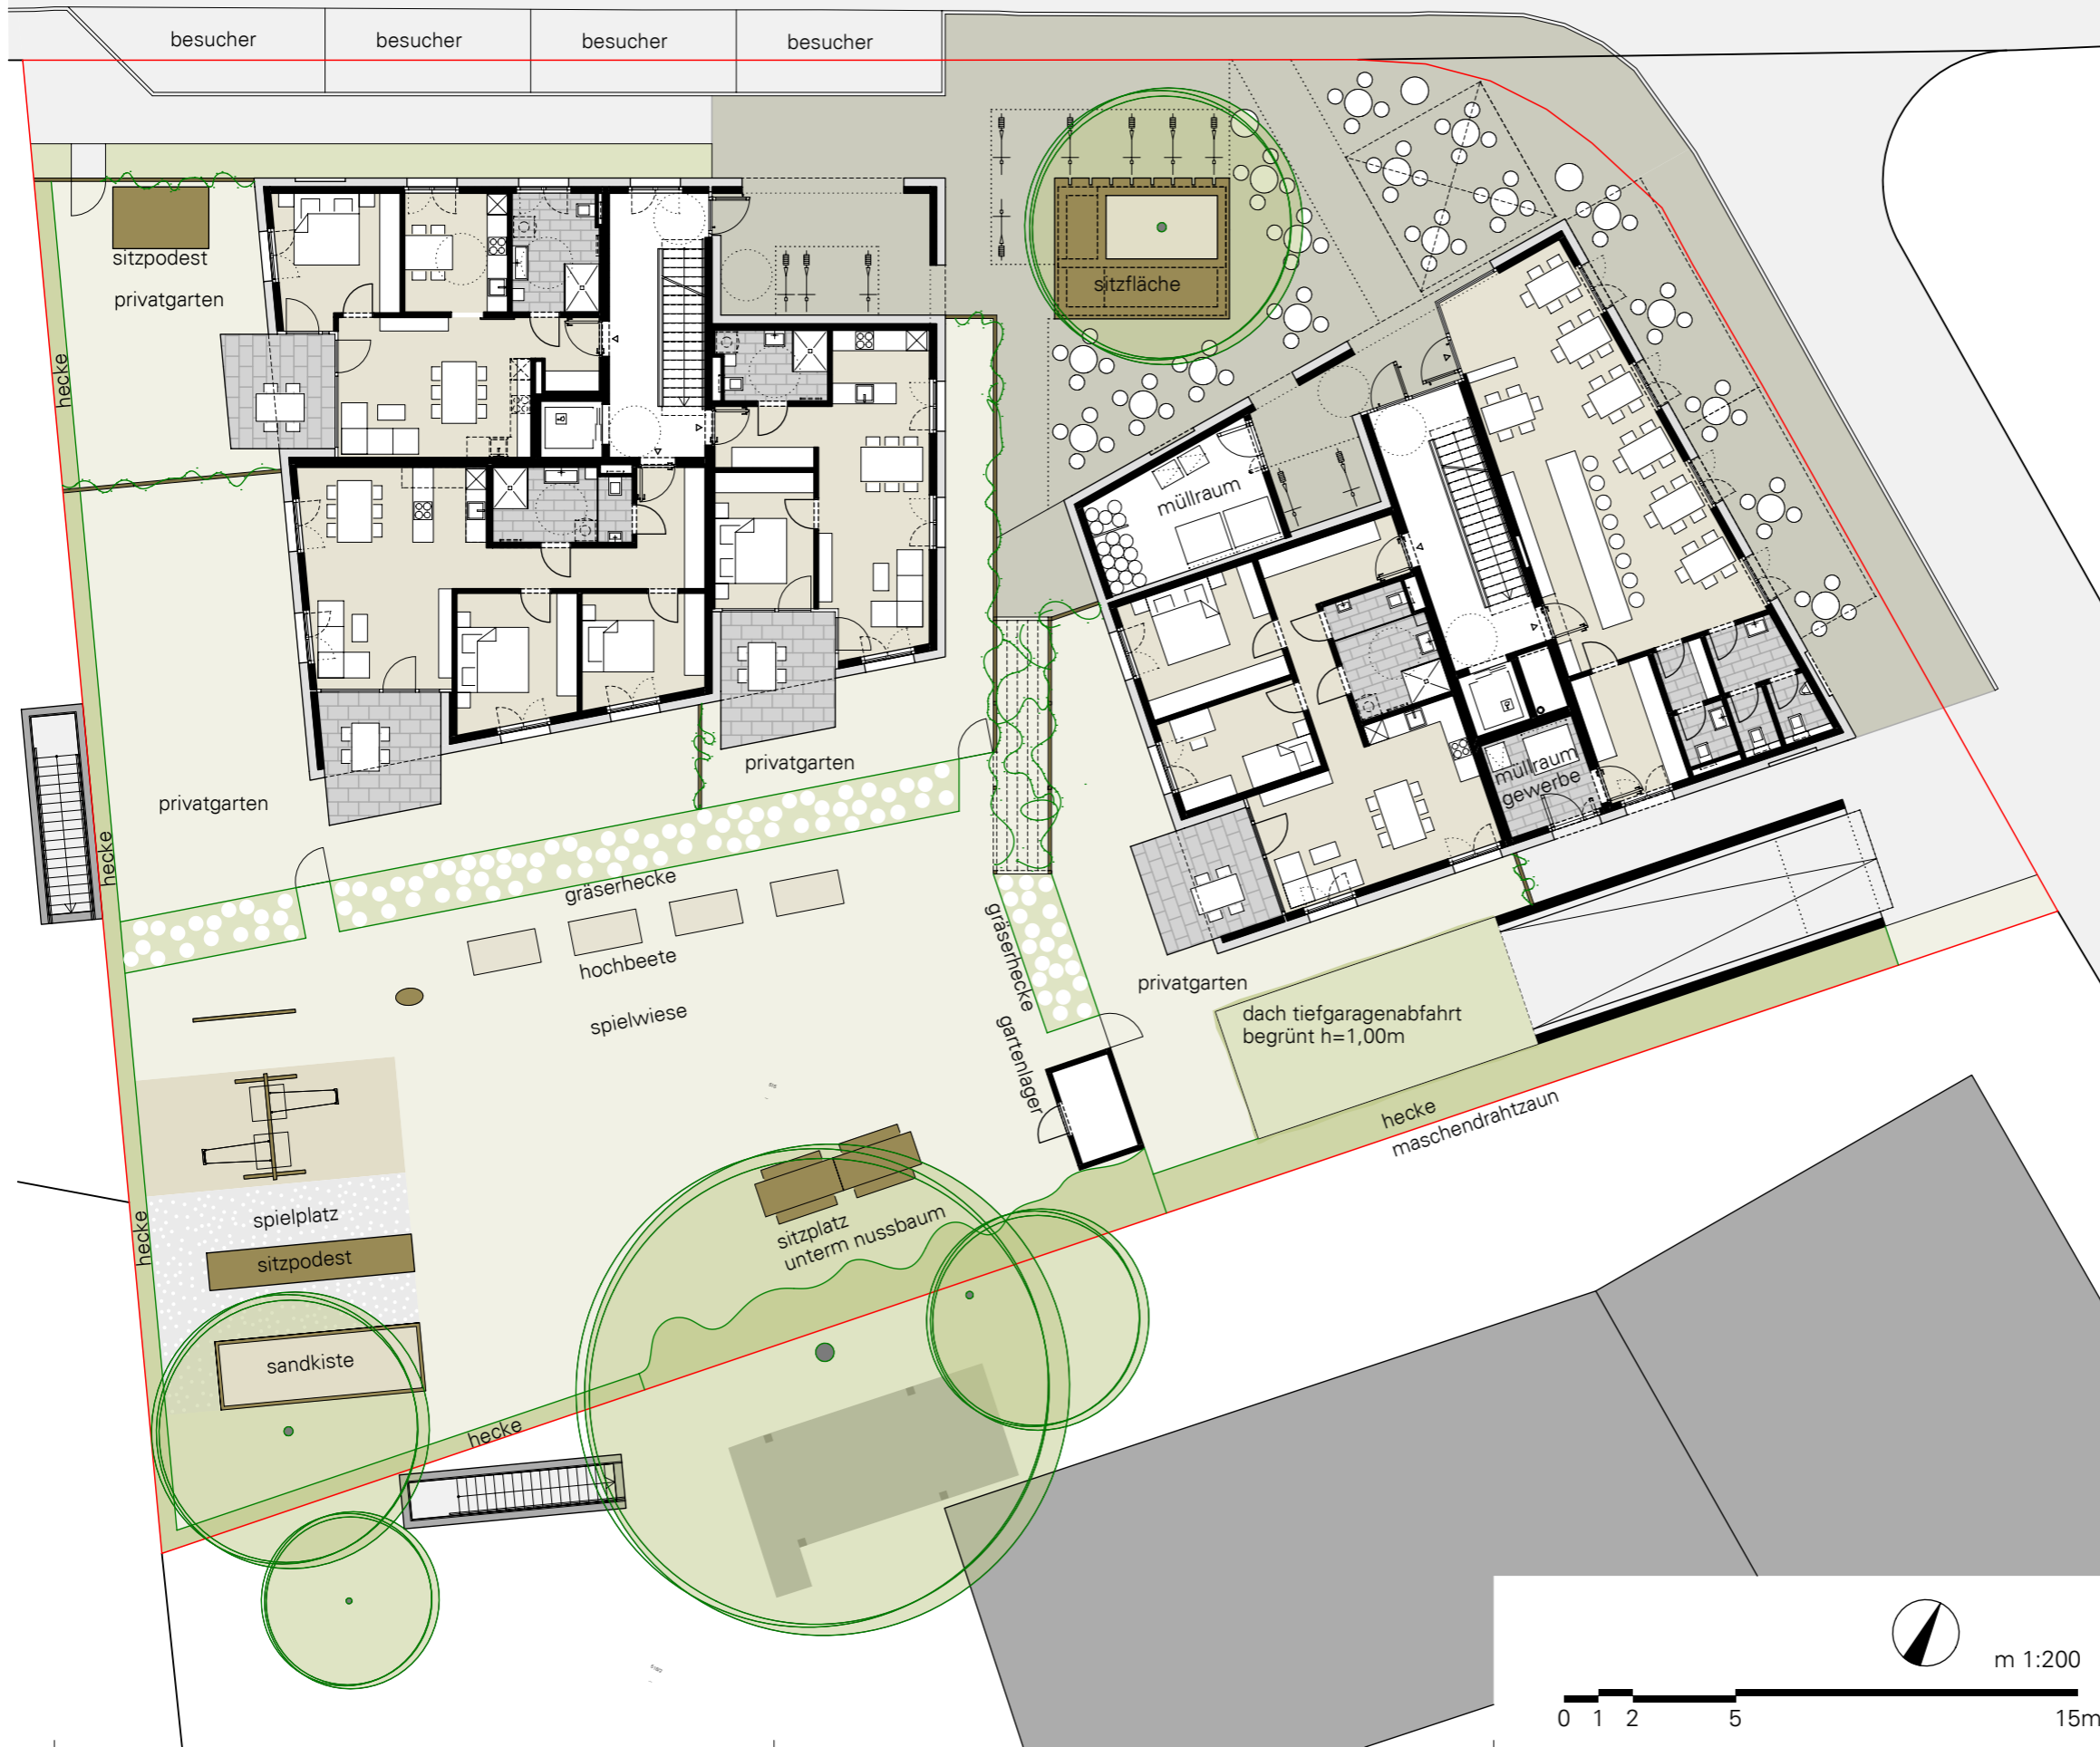 besucher
besucher
besucher
besucher
sitzpodest
privatgarten
sitzfläche
hecke
müllraum
privatgarten
müllraum
gewerbe
privatgarten
hecke
gräserhecke
hochbeete
gräserhecke
privatgarten
spielwiese
dach tiefgaragenabfahrt
begrünt h=1,00m
gartenlager
hecke
maschendrahtzaun
hecke
spielplatz
sitzplatz
unterm nussbaum
sitzpodest
sandkiste
hecke
m 1:200
0 1 2 5 15m